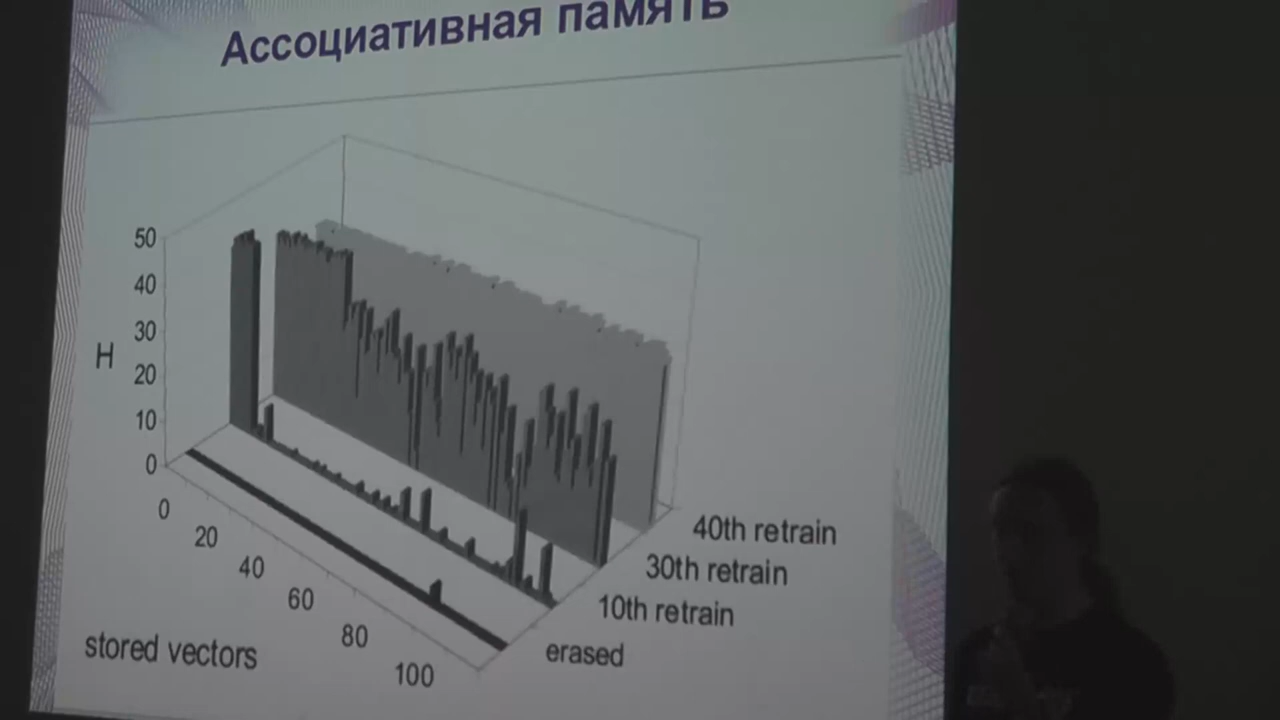 Ассоциативная память
50
40
30
20
10
0
H
0
20
40
60
80
100
stored vectors
40th retrain
30th retrain
10th retrain
erased